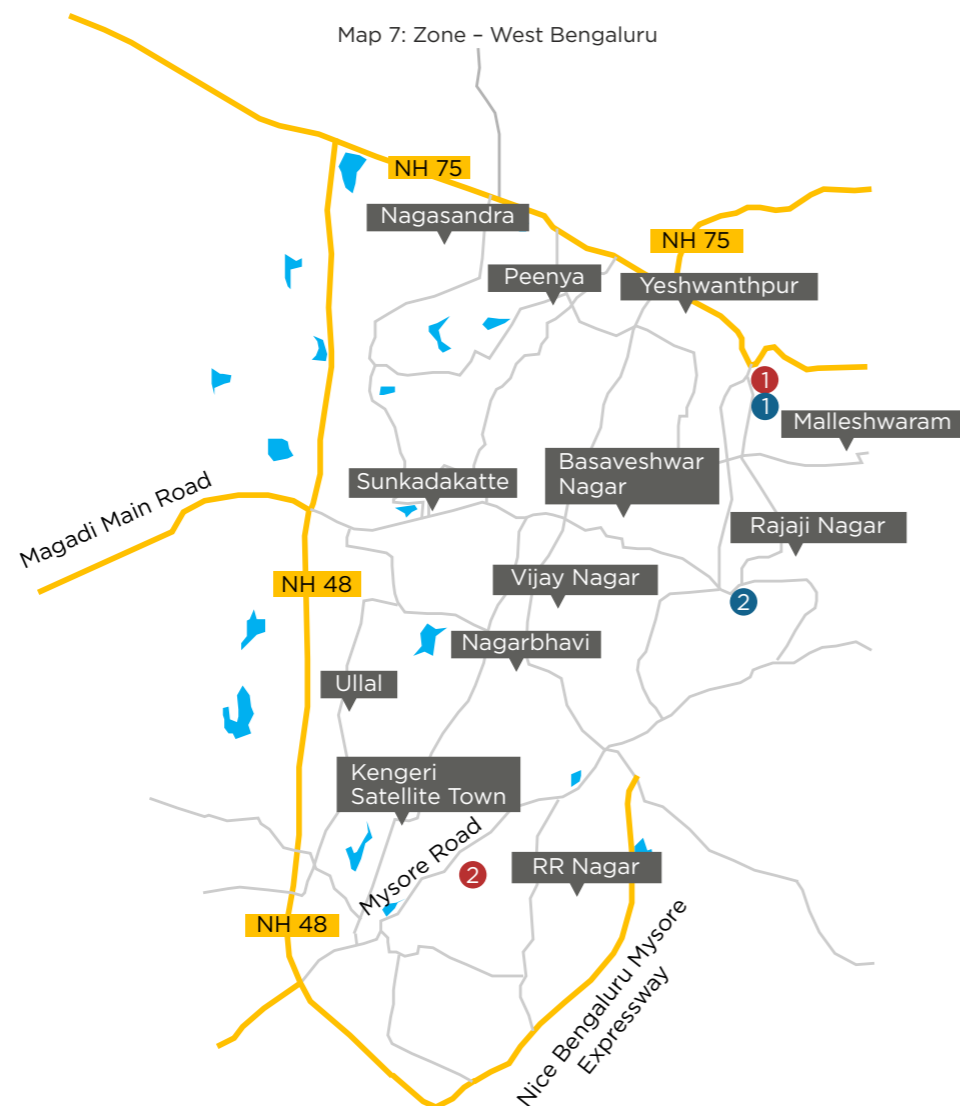 Map 7: Zone – West Bengaluru
NH 75
Nagasandra
NH 75
Peenya
Yeshwanthpur
1
1
Malleshwaram
Basaveshwar
Nagar
Sunkadakatte
Magadi Main Road
Rajaji Nagar
NH 48
Vijay Nagar
2
Nagarbhavi
Ullal
Kengeri
Satellite Town
Mysore Road
2
RR Nagar
NH 48
Nice Bengaluru Mysore
Expressway